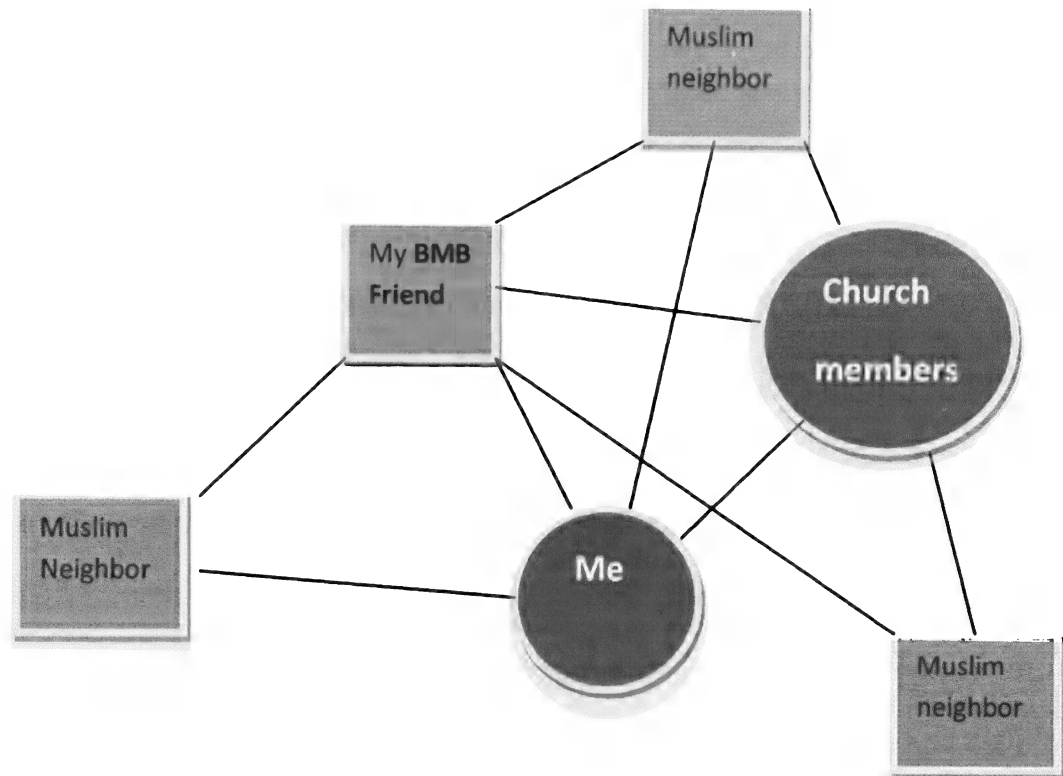 Muslim
neighbor
My BMB
Friend
Church
members
Muslim
Neighbor
Me
Muslim
neighbor